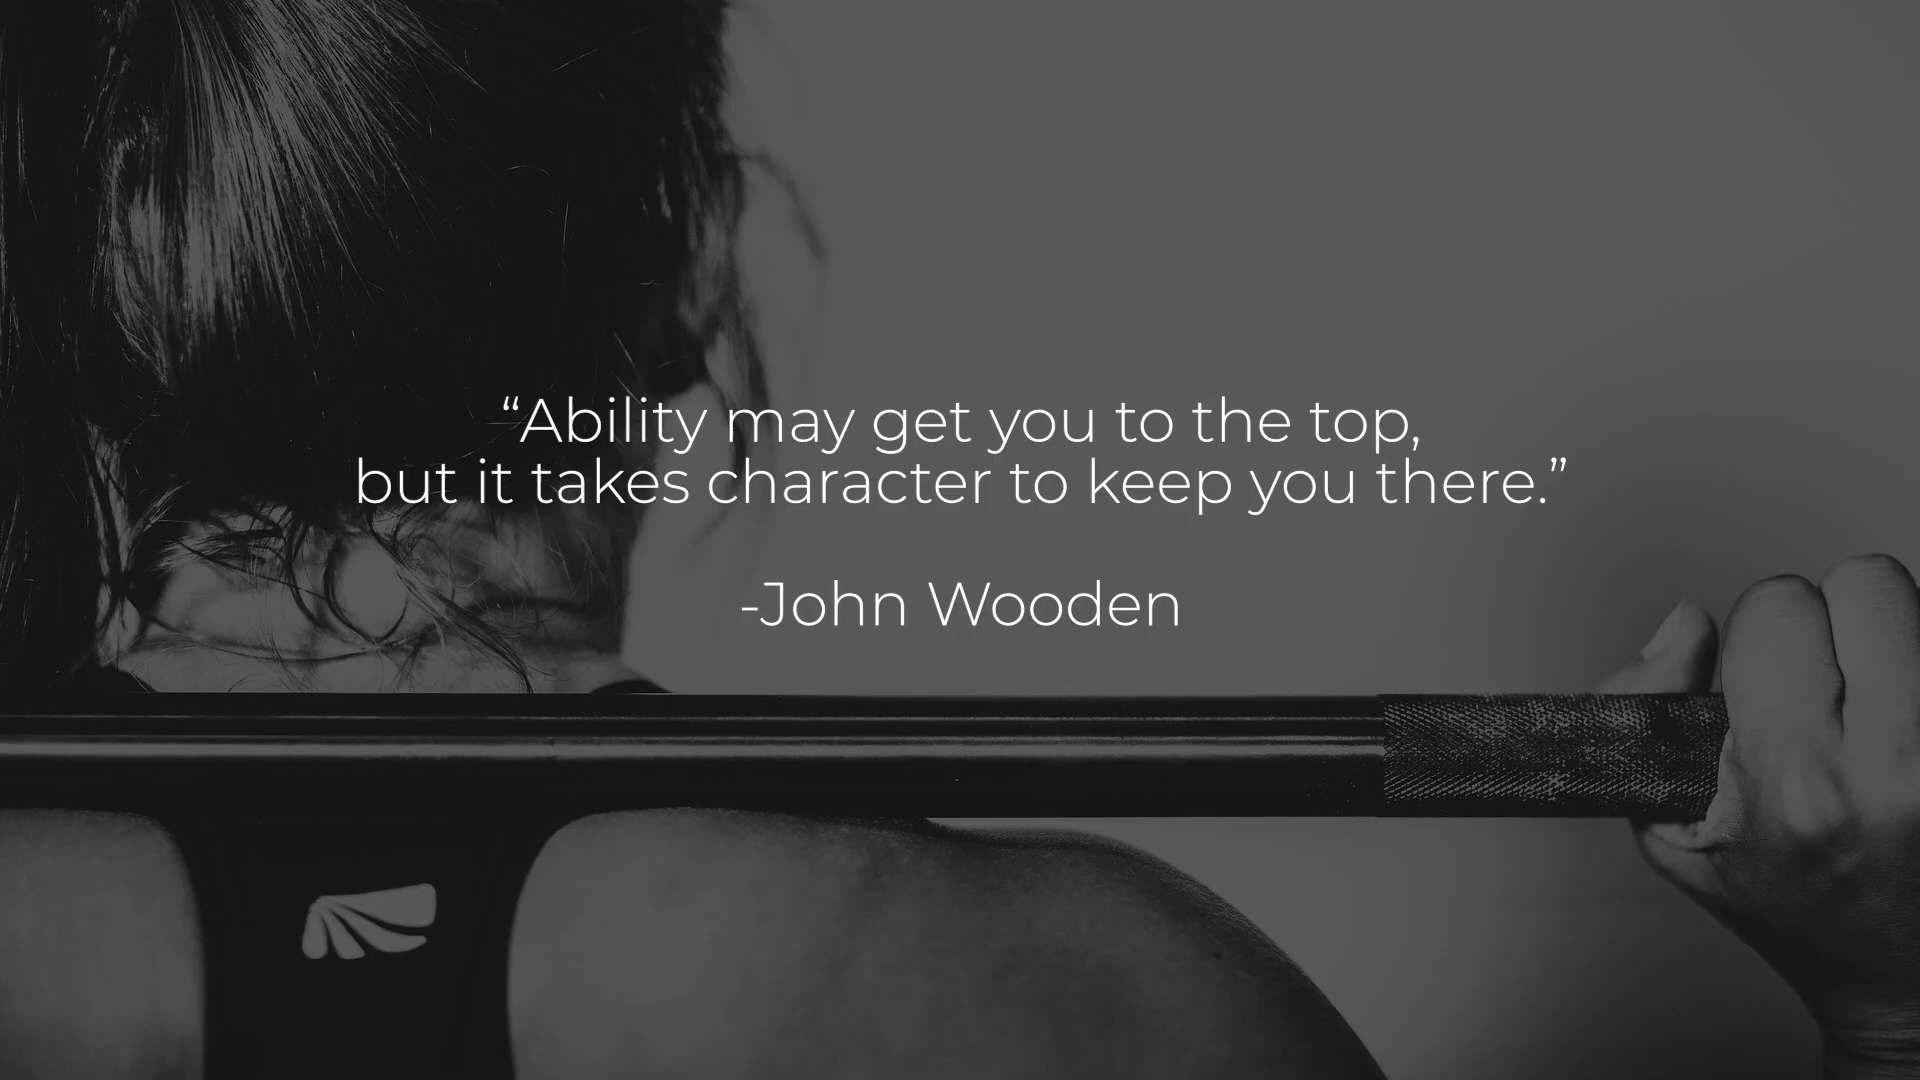 “Ability may get you to the top,
but it takes character to keep you there.”
-John Wooden